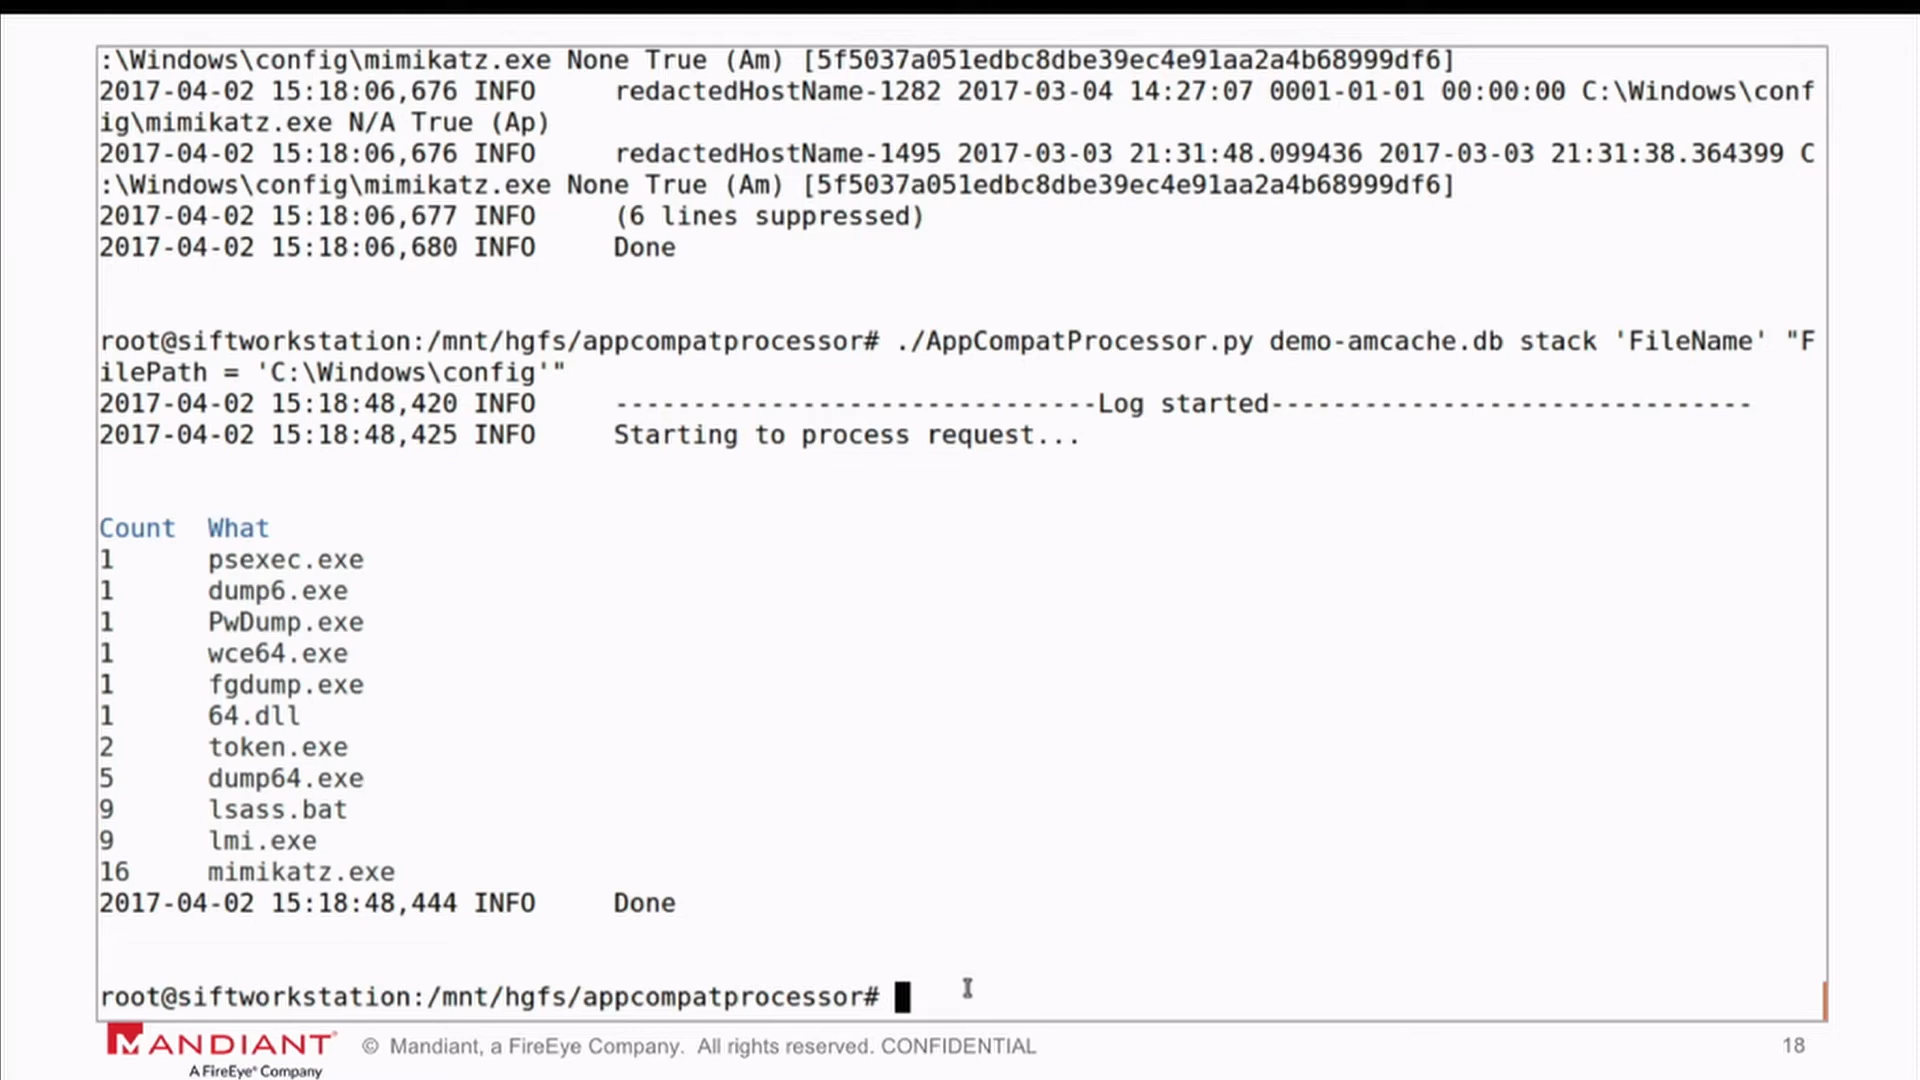 :\Windows\config\mimikatz.exe None True (Am) [5f5037a051edbc8dbe39ec4e91aa2a4b68999df6]
2017-04-02 15:18:06,676 INFO     redactedHostName-1282 2017-03-04 14:27:07 0001-01-01 00:00:00 C:\Windows\conf
ig\mimikatz.exe N/A True (Ap)
2017-04-02 15:18:06,676 INFO     redactedHostName-1495 2017-03-03 21:31:48.099436 2017-03-03 21:31:38.364399 C
:\Windows\config\mimikatz.exe None True (Am) [5f5037a051edbc8dbe39ec4e91aa2a4b68999df6]
2017-04-02 15:18:06,677 INFO     (6 lines suppressed)
2017-04-02 15:18:06,680 INFO     Done
root@siftworkstation:/mnt/hgfs/appcompatprocessor# ./AppCompatProcessor.py demo-amcache.db stack 'FileName' "F
ilePath = 'C:\Windows\config'"
2017-04-02 15:18:48,420 INFO     -------------------------------Log started-------------------------------
2017-04-02 15:18:48,425 INFO     Starting to process request...
Count  What
1      psexec.exe
1      dump6.exe
1      PwDump.exe
1      wce64.exe
1      fgdump.exe
1      64.dll
2      token.exe
5      dump64.exe
9      lsass.bat
9      lmi.exe
16     mimikatz.exe
2017-04-02 15:18:48,444 INFO     Done
root@siftworkstation:/mnt/hgfs/appcompatprocessor#
MANDIANT © Mandiant, a FireEye Company. All rights reserved. CONFIDENTIAL 18
A FireEye® Company